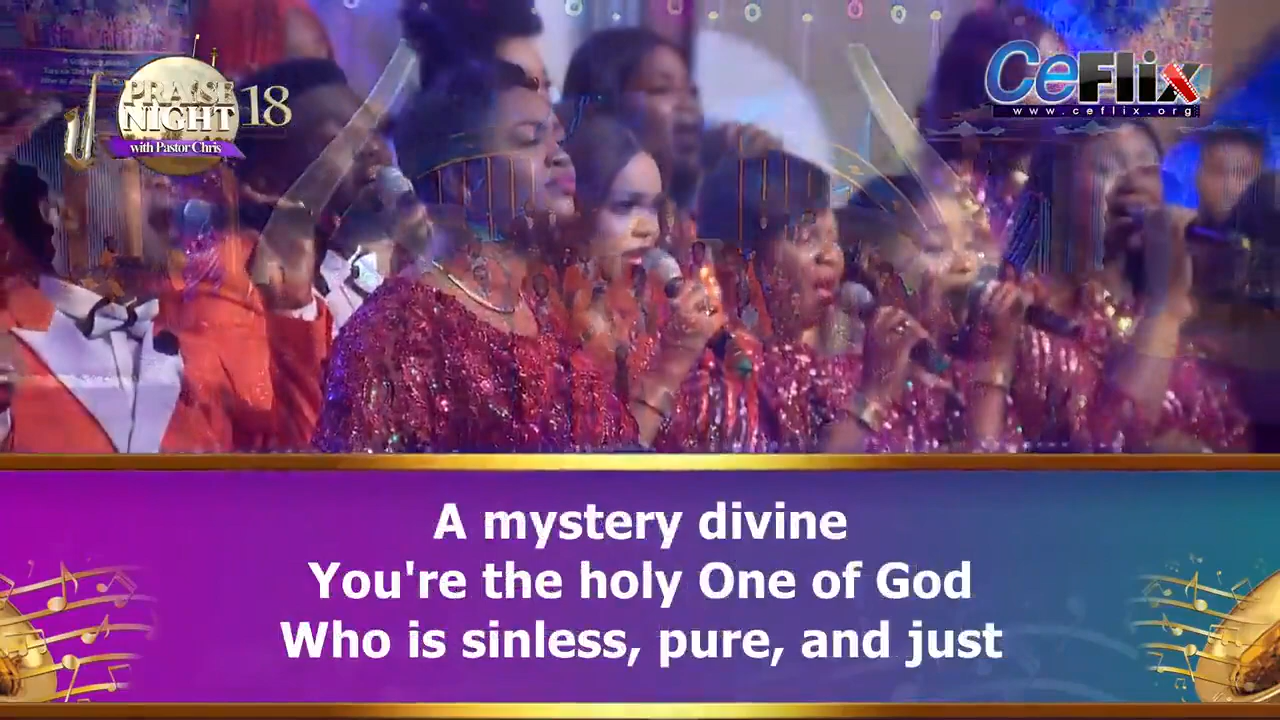 PRAISE
NIGHT 18
with Pastor Chris
CeFlix
www.ceflix.org
A mystery divine
You're the holy One of God
Who is sinless, pure, and just